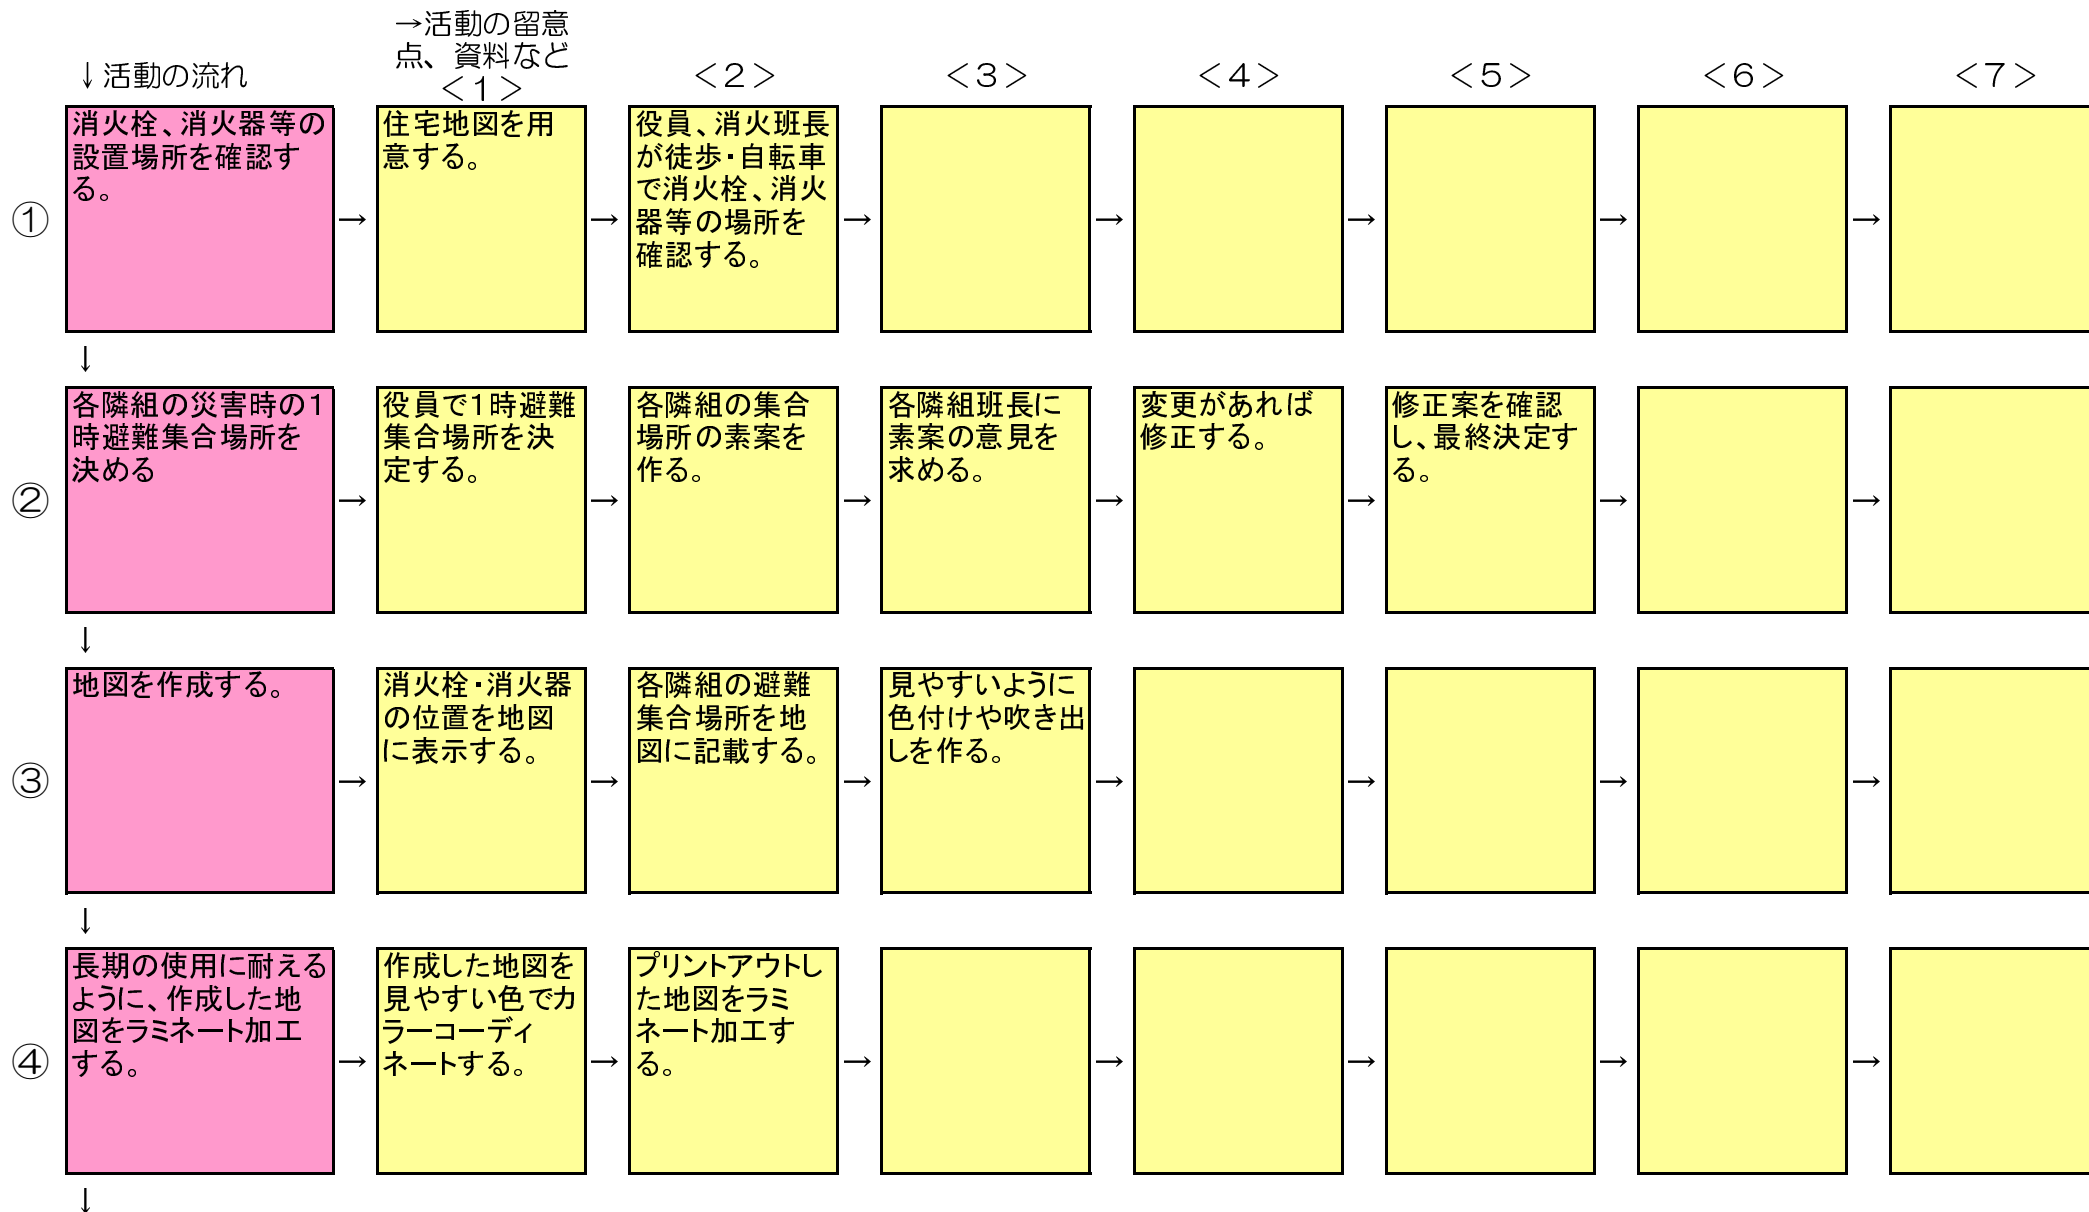 ↓活動の流れ
→活動の留意
点、資料など
＜１＞
＜２＞
＜３＞
＜４＞
＜５＞
＜６＞
＜７＞
①
消火栓、消火器等の
設置場所を確認す
る。
→
住宅地図を用
意する。
→
役員、消火班長
が徒歩・自転車
で消火栓、消火
器等の場所を
確認する。
→
→
→
→
→
↓
②
各隣組の災害時の１
時避難集合場所を
決める
→
役員で１時避難
集合場所を決
定する。
→
各隣組の集合
場所の素案を
作る。
→
各隣組班長に
素案の意見を
求める。
→
変更があれば
修正する。
→
修正案を確認
し、最終決定す
る。
→
→
↓
③
地図を作成する。
→
消火栓・消火器
の位置を地図
に表示する。
→
各隣組の避難
集合場所を地
図に記載する。
→
見やすいように
色付けや吹き出
しを作る。
→
→
→
→
↓
④
長期の使用に耐える
ように、作成した地
図をラミネート加工
する。
→
作成した地図を
見やすい色でカ
ラーコーディ
ネートする。
→
プリントアウトし
た地図をラミ
ネート加工す
る。
→
→
→
→
→
↓